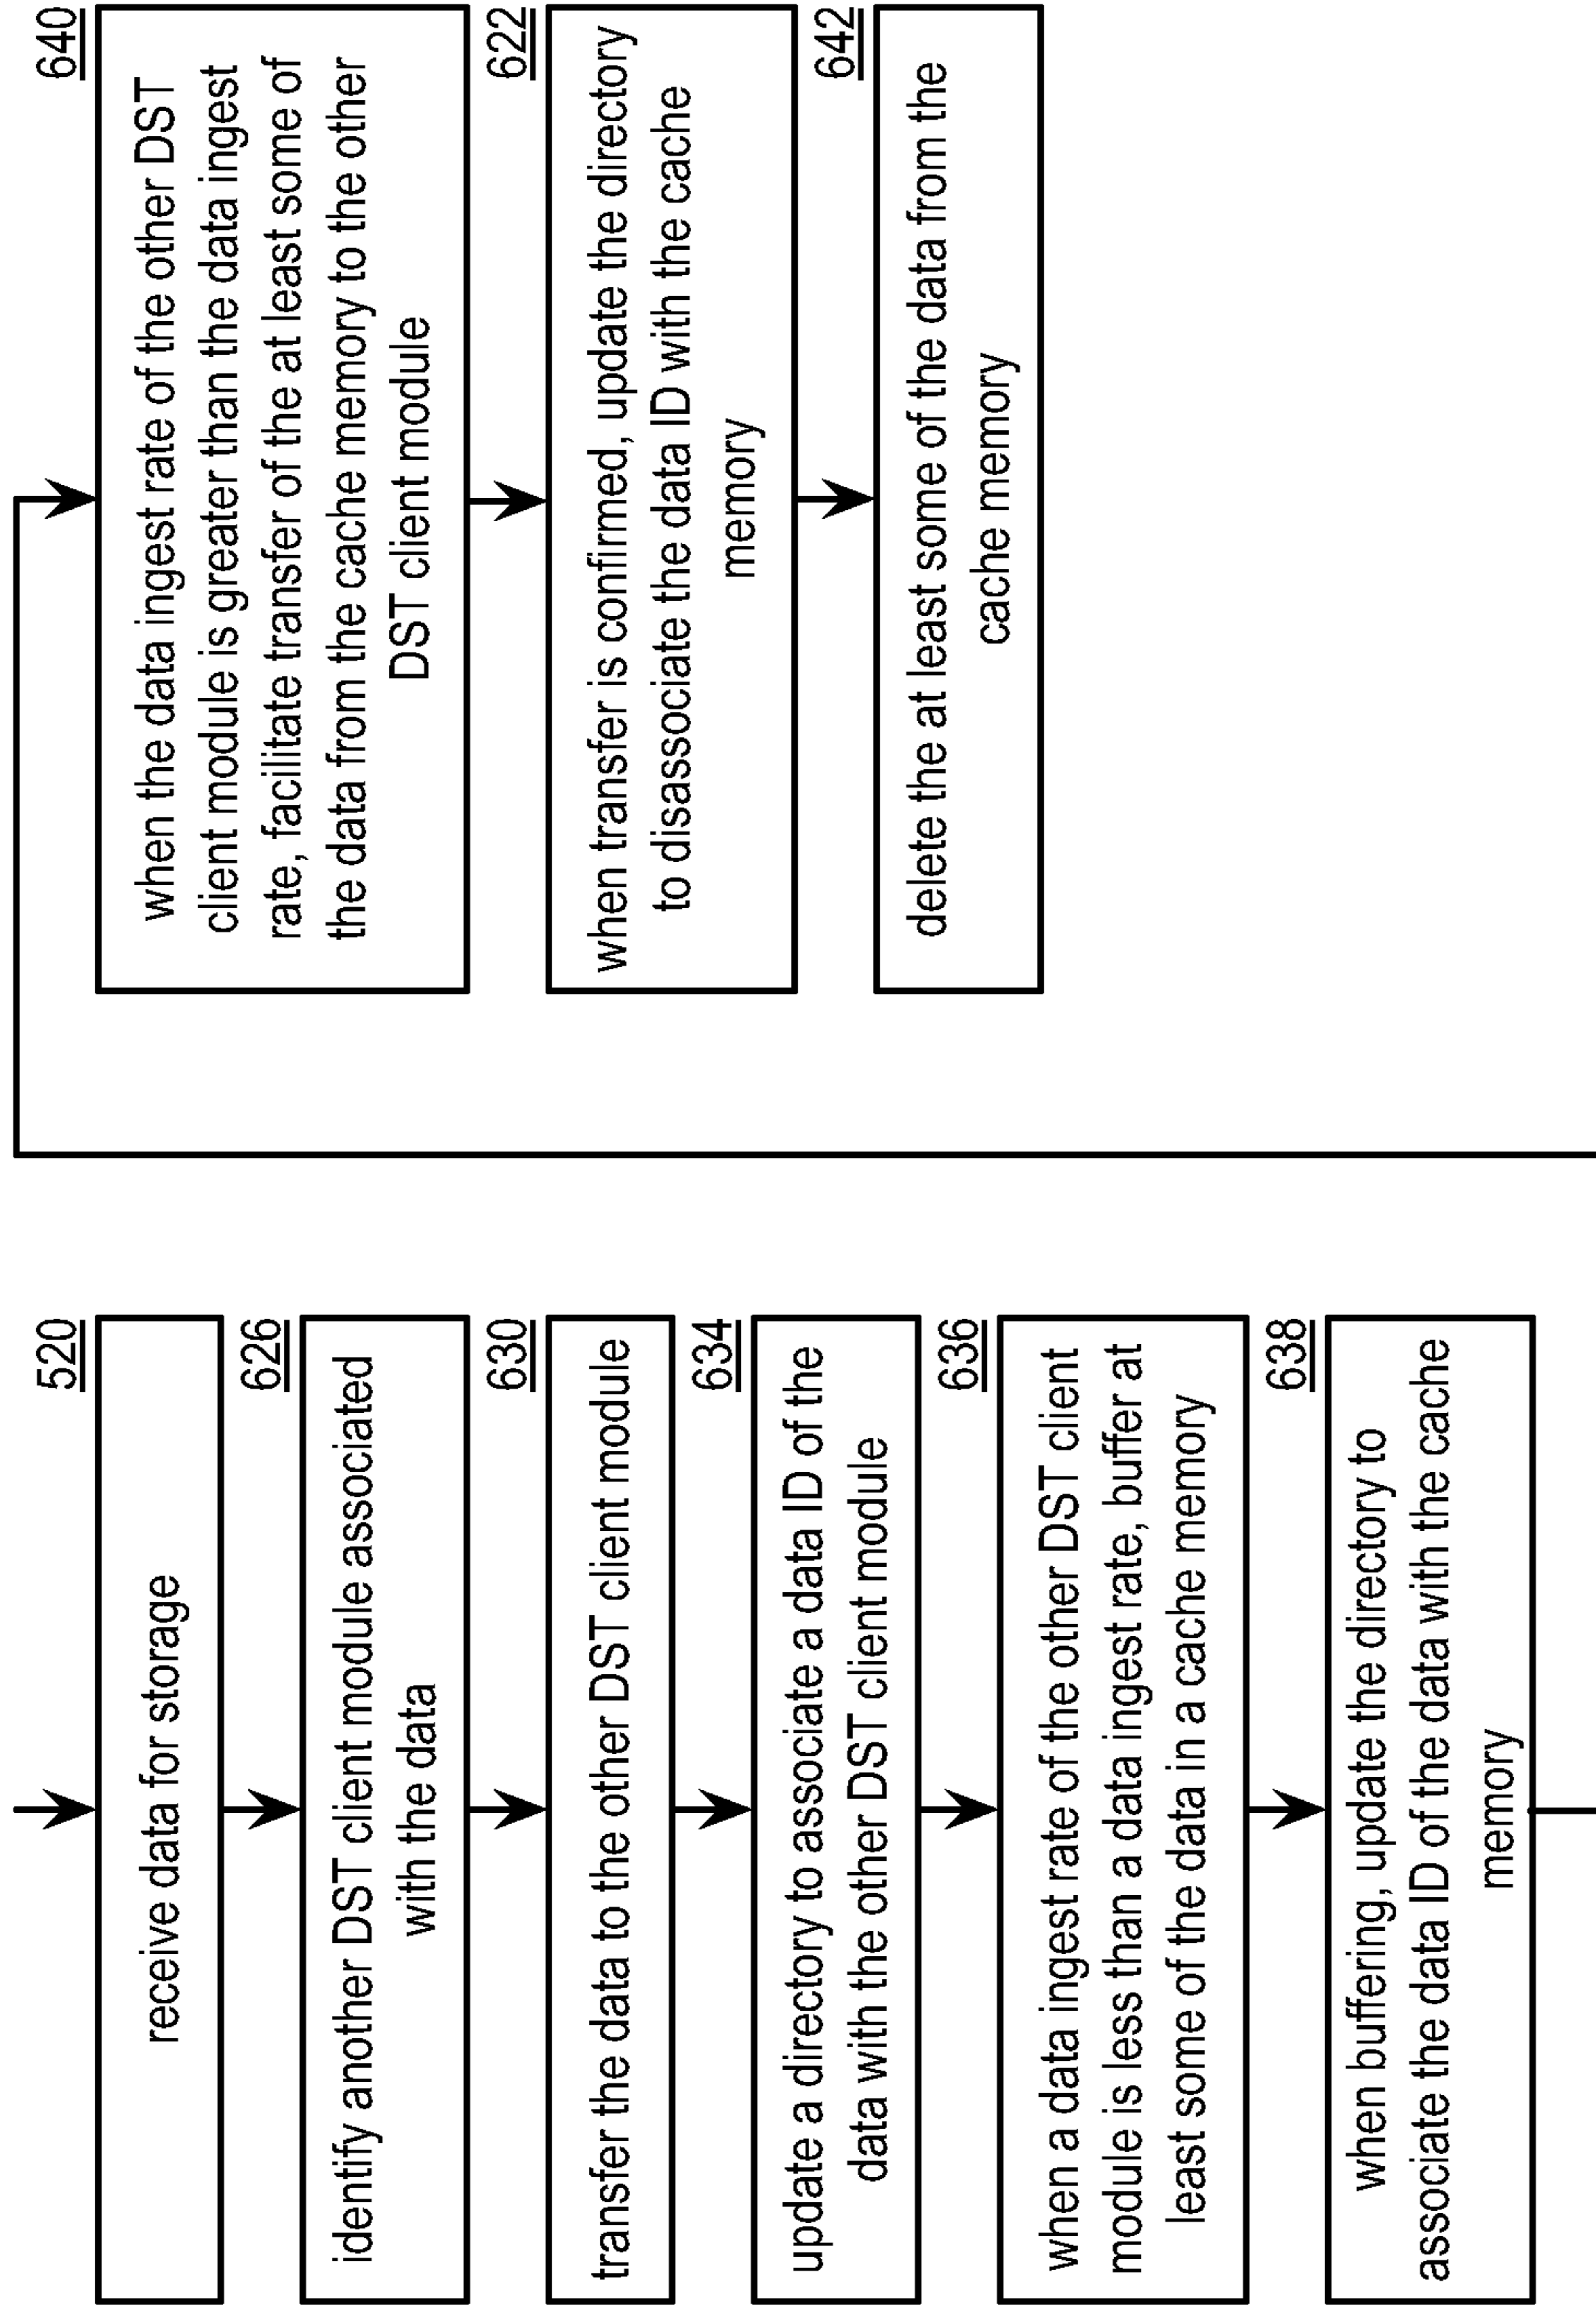 520
receive data for storage
626
identify another DST client module associated
with the data
630
transfer the data to the other DST client module
634
update a directory to associate a data ID of the
data with the other DST client module
636
when a data ingest rate of the other DST client
module is less than a data ingest rate, buffer at
least some of the data in a cache memory
638
when buffering, update the directory to
associate the data ID of the data with the cache
memory
640
when the data ingest rate of the other DST
client module is greater than the data ingest
rate, facilitate transfer of the at least some of
the data from the cache memory to the other
DST client module
622
when transfer is confirmed, update the directory
to disassociate the data ID with the cache
memory
642
delete the at least some of the data from the
cache memory